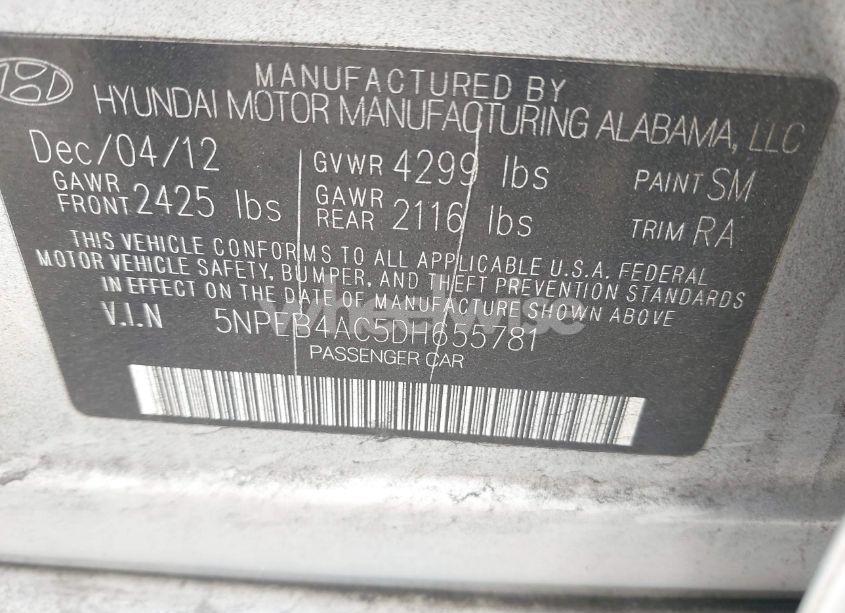 MANUFACTURED BY
HYUNDAI MOTOR MANUFACTURING ALABAMA, LLC
Dec/04/12 GVWR 4299 lbs PAINT SM
GAWR FRONT 2425 lbs GAWR REAR 2116 lbs TRIM RA
THIS VEHICLE CONFORMS TO ALL APPLICABLE U.S.A. FEDERAL
MOTOR VEHICLE SAFETY, BUMPER, AND THEFT PREVENTION STANDARDS
IN EFFECT ON THE DATE OF MANUFACTURE SHOWN ABOVE
V.I.N 5NPEB4AC5DH655781
PASSENGER CAR
wheelwise